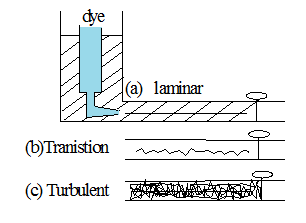 dye
(a) laminar
(b)Tranistion
(c) Turbulent